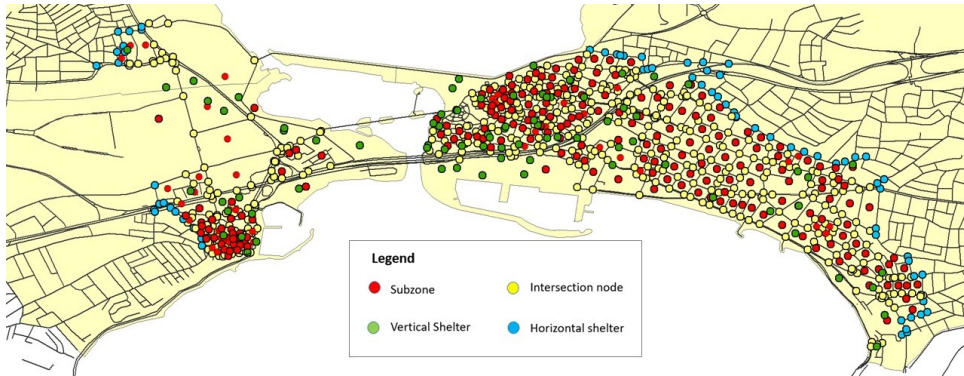 Legend
Subzone
Intersection node
Vertical Shelter
Horizontal shelter